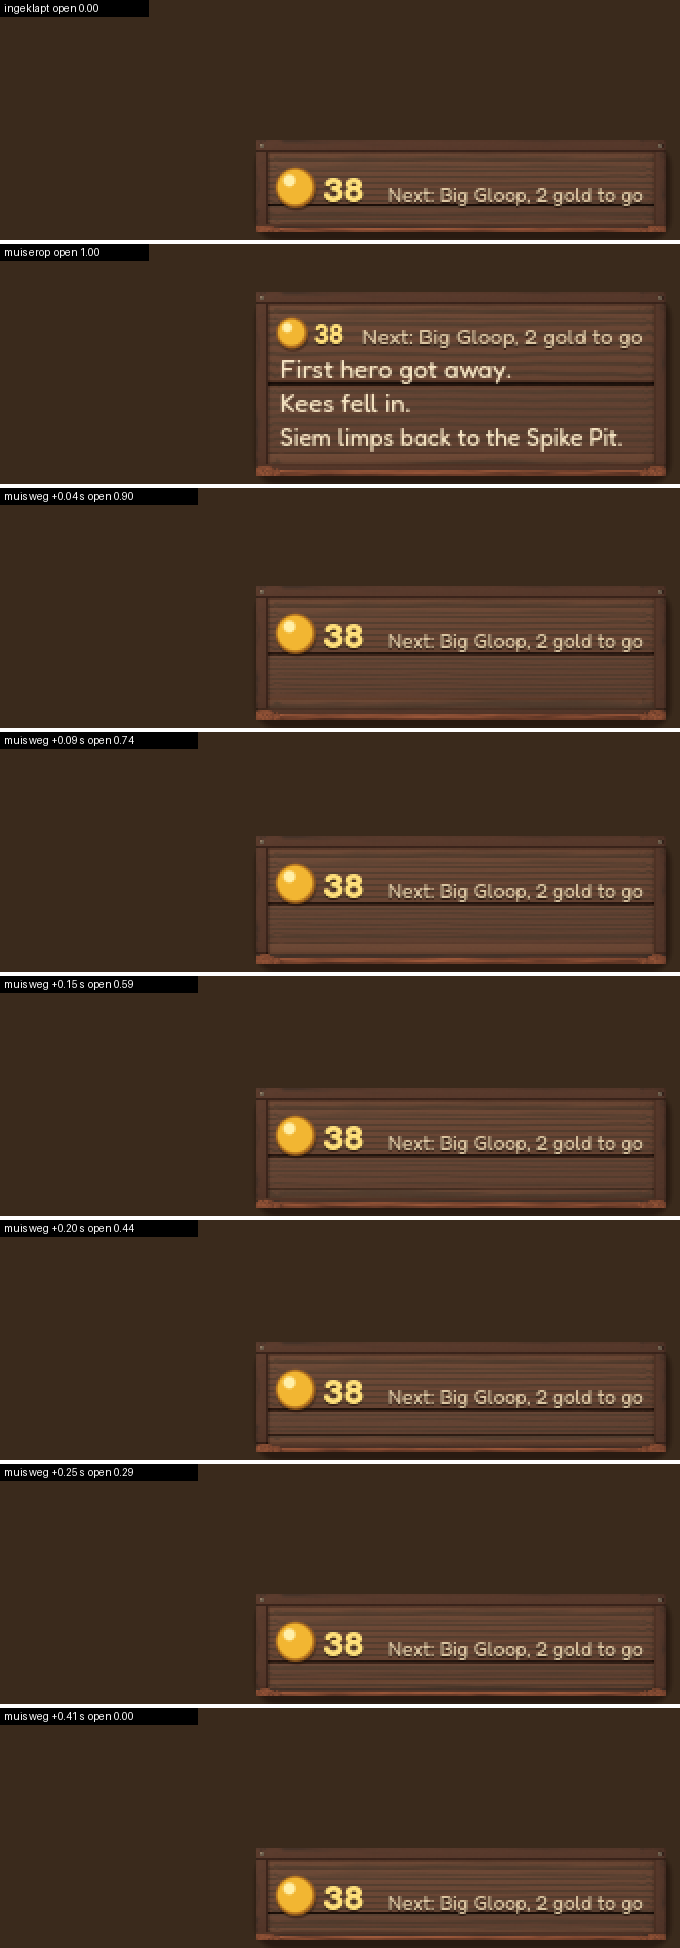 ingeklapt open 0.00
38 Next: Big Gloop, 2 gold to go
muiserop open 1.00
38 Next: Big Gloop, 2 gold to go
First hero got away.
Kees fell in.
Siem limps back to the Spike Pit.
muisweg +0.04s open 0.90
38 Next: Big Gloop, 2 gold to go
muisweg +0.09s open 0.74
38 Next: Big Gloop, 2 gold to go
muisweg +0.15s open 0.59
38 Next: Big Gloop, 2 gold to go
muisweg +0.20s open 0.44
38 Next: Big Gloop, 2 gold to go
muisweg +0.25s open 0.29
38 Next: Big Gloop, 2 gold to go
muisweg +0.41s open 0.00
38 Next: Big Gloop, 2 gold to go